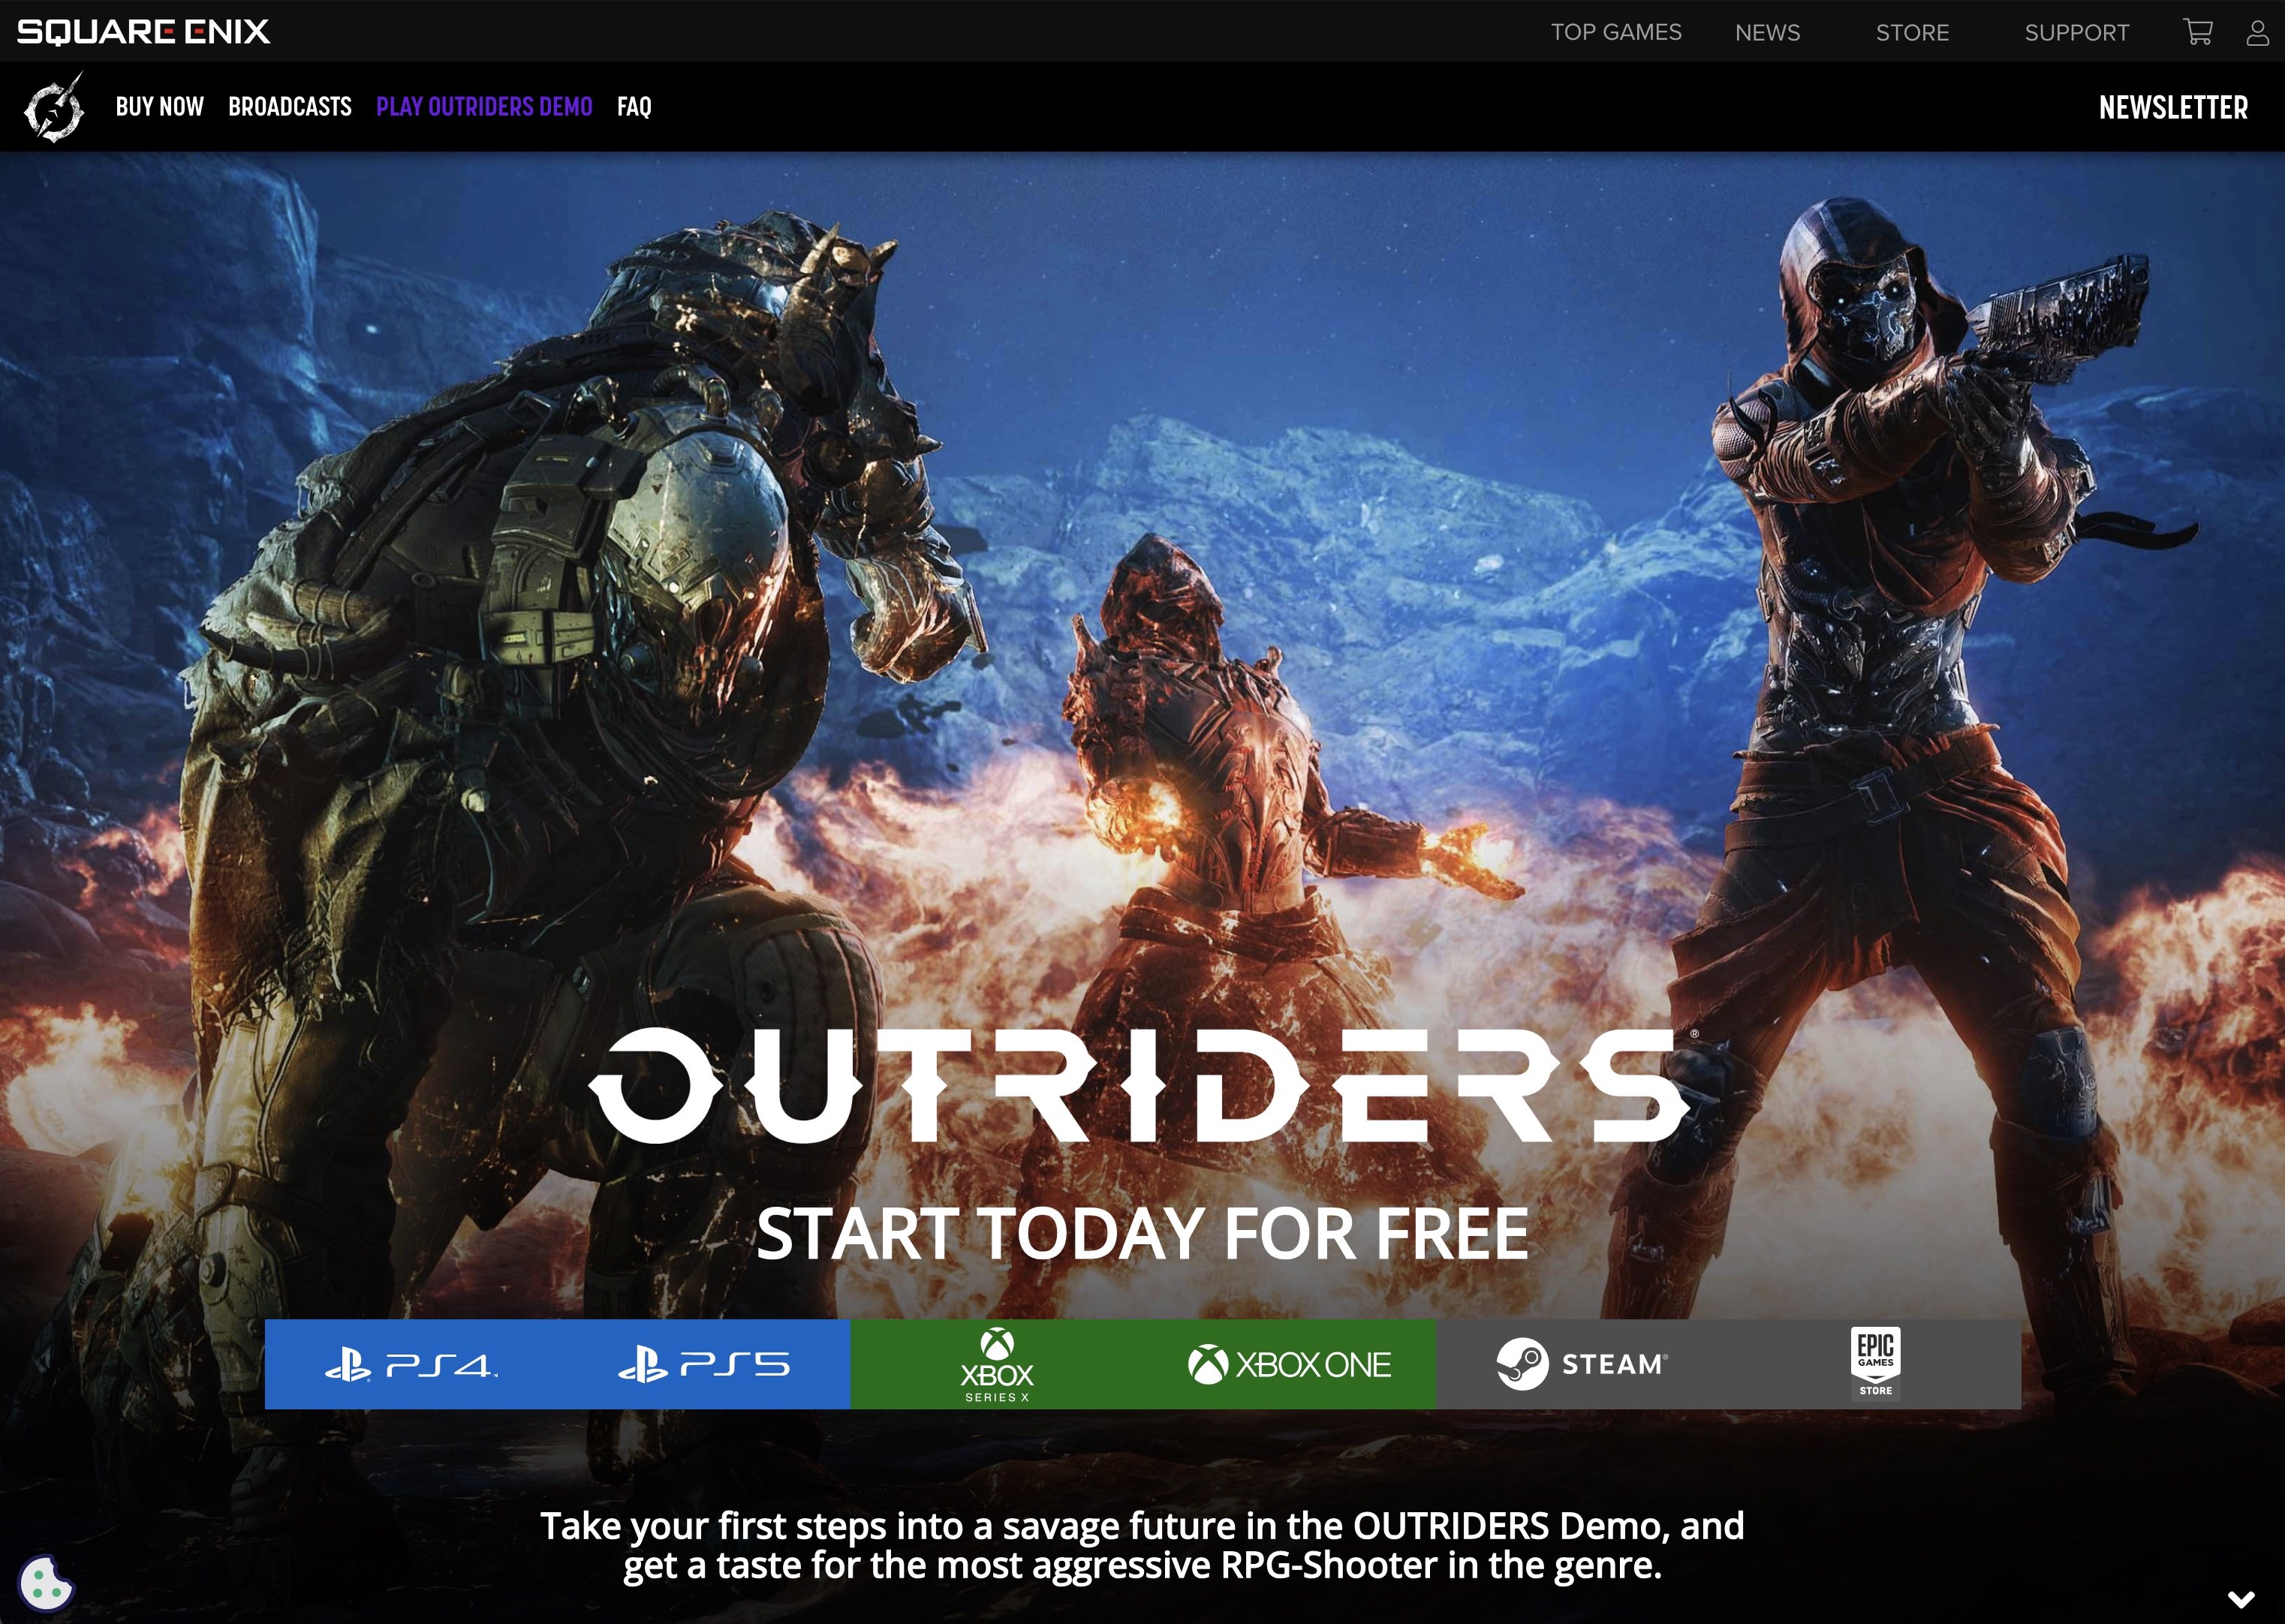 SQUARE ENIX
TOP GAMES NEWS STORE SUPPORT
BUY NOW BROADCASTS PLAY OUTRIDERS DEMO FAQ
NEWSLETTER
OUTRIDERS®
START TODAY FOR FREE
PS4™ PS5 XBOX SERIES X XBOX ONE STEAM® EPIC GAMES STORE
Take your first steps into a savage future in the OUTRIDERS Demo, and
get a taste for the most aggressive RPG-Shooter in the genre.